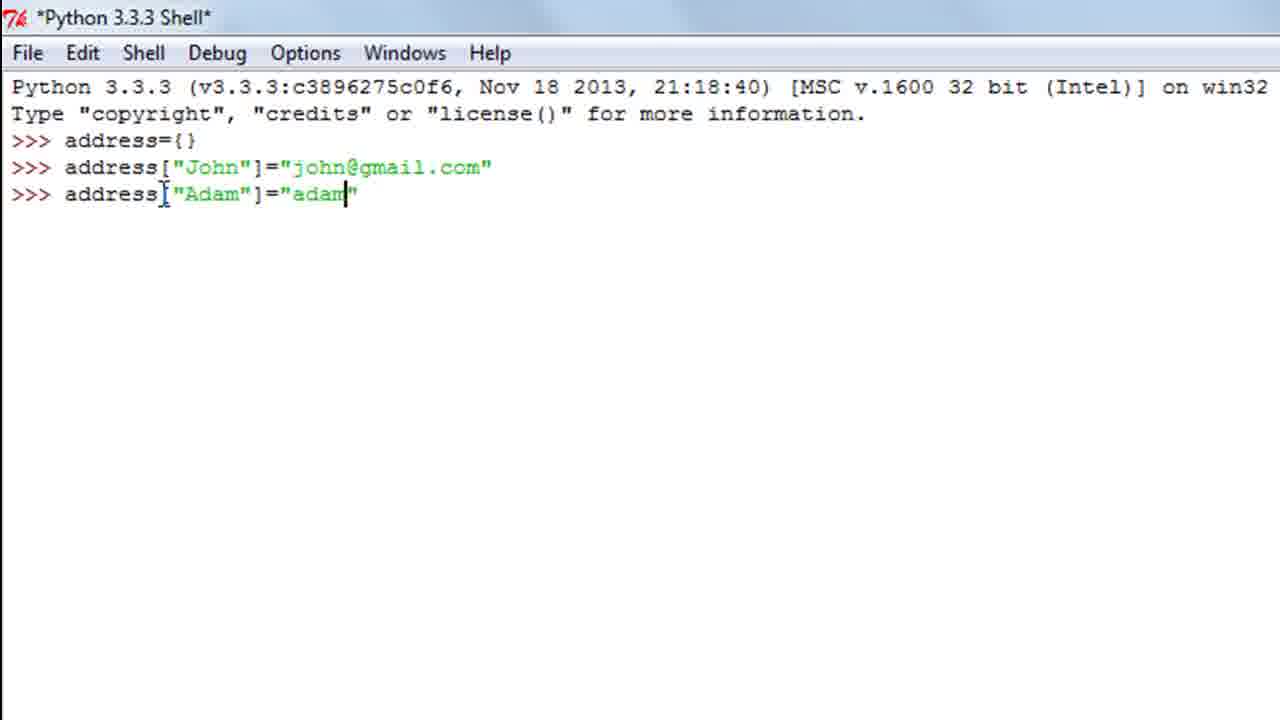 *Python 3.3.3 Shell*
File Edit Shell Debug Options Windows Help
Python 3.3.3 (v3.3.3:c3896275c0f6, Nov 18 2013, 21:18:40) [MSC v.1600 32 bit (Intel)] on win32
Type "copyright", "credits" or "license()" for more information.
>>> address={}
>>> address["John"]="john@gmail.com"
>>> address["Adam"]="adam"